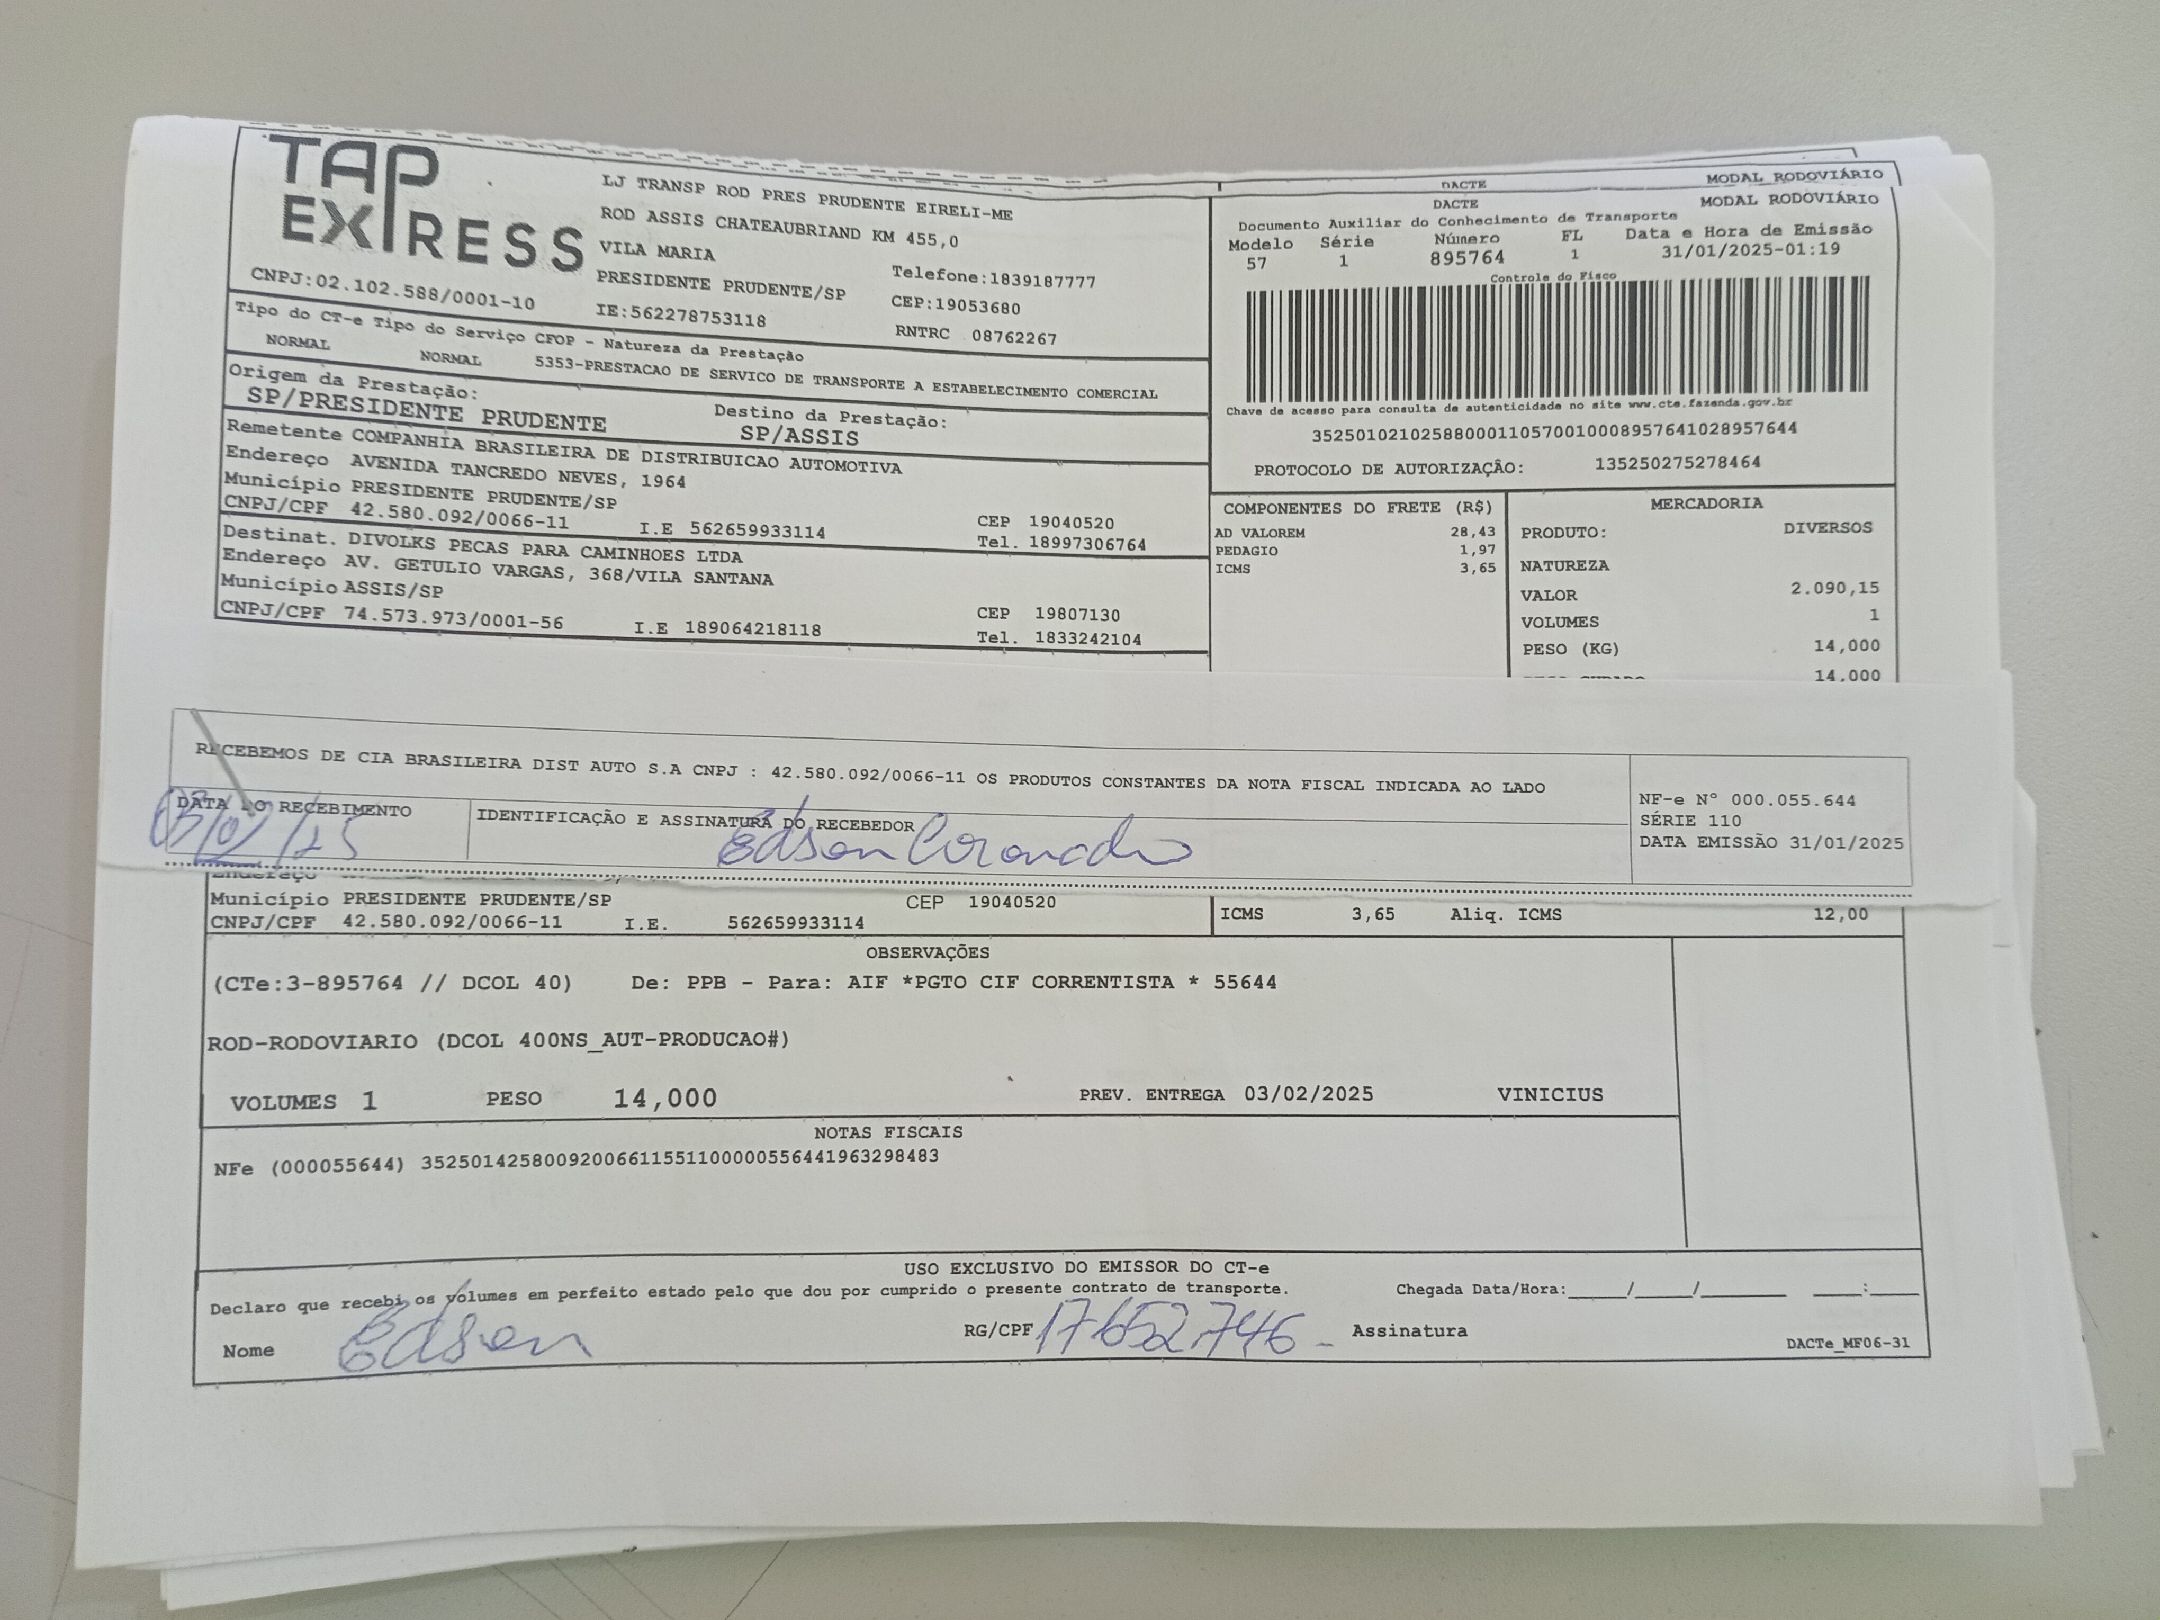 TAP EXPRESS
LJ TRANSP ROD PRES PRUDENTE EIRELI-ME
ROD ASSIS CHATEAUBRIAND KM 455,0
VILA MARIA Telefone:1839187777
PRESIDENTE PRUDENTE/SP CEP:19053680
CNPJ:02.102.588/0001-10 IE:562278753118 RNTRC 08762267
Tipo do CT-e Tipo do Serviço CFOP - Natureza da Prestação
NORMAL NORMAL 5353-PRESTACAO DE SERVICO DE TRANSPORTE A ESTABELECIMENTO COMERCIAL
Origem da Prestação: Destino da Prestação:
SP/PRESIDENTE PRUDENTE SP/ASSIS
Remetente COMPANHIA BRASILEIRA DE DISTRIBUICAO AUTOMOTIVA
Endereço AVENIDA TANCREDO NEVES, 1964
Município PRESIDENTE PRUDENTE/SP CEP 19040520
CNPJ/CPF 42.580.092/0066-11 I.E 562659933114 Tel. 18997306764
Destinat. DIVOLKS PECAS PARA CAMINHOES LTDA
Endereço AV. GETULIO VARGAS, 368/VILA SANTANA
Município ASSIS/SP CEP 19807130
CNPJ/CPF 74.573.973/0001-56 I.E 189064218118 Tel. 1833242104
DACTE MODAL RODOVIÁRIO
DACTE MODAL RODOVIÁRIO
Documento Auxiliar do Conhecimento de Transporte
Modelo Série Número FL Data e Hora de Emissão
57 1 895764 1 31/01/2025-01:19
Controle do Fisco
Chave de acesso para consulta de autenticidade no site www.cte.fazenda.gov.br
35250102102588000110570010008957641028957644
PROTOCOLO DE AUTORIZAÇÃO: 135250275278464
COMPONENTES DO FRETE (R$)
AD VALOREM 28,43
PEDAGIO 1,97
ICMS 3,65
MERCADORIA
PRODUTO: DIVERSOS
NATUREZA
VALOR 2.090,15
VOLUMES 1
PESO (KG) 14,000
14,000
RECEBEMOS DE CIA BRASILEIRA DIST AUTO S.A CNPJ : 42.580.092/0066-11 OS PRODUTOS CONSTANTES DA NOTA FISCAL INDICADA AO LADO
DATA DO RECEBIMENTO IDENTIFICAÇÃO E ASSINATURA DO RECEBEDOR
Edson Coronado
NF-e Nº 000.055.644
SÉRIE 110
DATA EMISSÃO 31/01/2025
Endereço
Município PRESIDENTE PRUDENTE/SP CEP 19040520
CNPJ/CPF 42.580.092/0066-11 I.E. 562659933114
ICMS 3,65 Aliq. ICMS 12,00
OBSERVAÇÕES
(CTe:3-895764 // DCOL 40) De: PPB - Para: AIF *PGTO CIF CORRENTISTA * 55644
ROD-RODOVIARIO (DCOL 400NS_AUT-PRODUCAO#)
VOLUMES 1 PESO 14,000 PREV. ENTREGA 03/02/2025 VINICIUS
NOTAS FISCAIS
NFe (000055644) 35250142580092006611551100000556441963298483
USO EXCLUSIVO DO EMISSOR DO CT-e
Declaro que recebi os volumes em perfeito estado pelo que dou por cumprido o presente contrato de transporte. Chegada Data/Hora:_____/_____/_______ ____:____
Nome Edson RG/CPF 17652746 Assinatura
DACTe_MF06-31